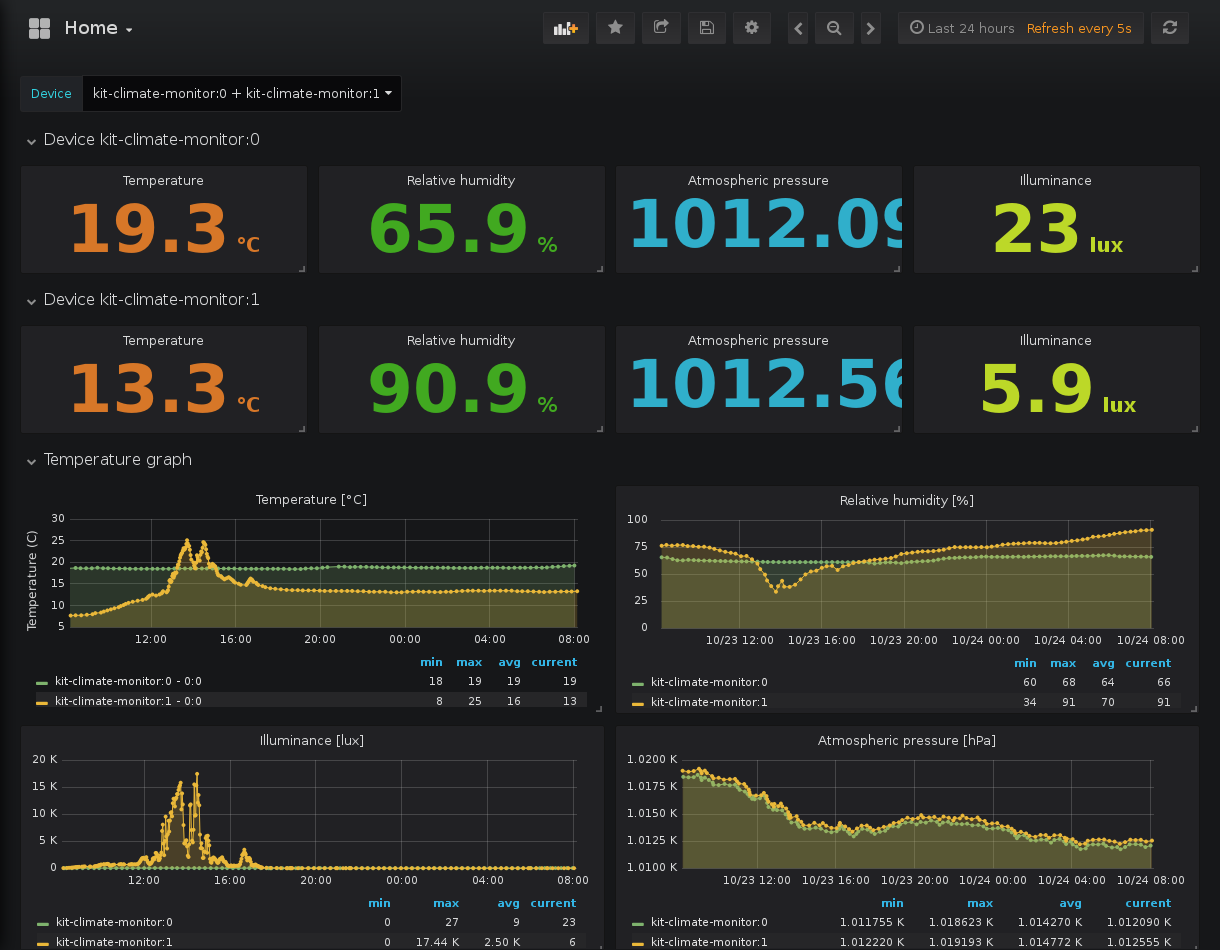 Home
Last 24 hours Refresh every 5s
Device kit-climate-monitor:0 + kit-climate-monitor:1
Device kit-climate-monitor:0
Temperature Relative humidity Atmospheric pressure Illuminance
19.3 °C 65.9 % 1012.09 23 lux
Device kit-climate-monitor:1
Temperature Relative humidity Atmospheric pressure Illuminance
13.3 °C 90.9 % 1012.56 5.9 lux
Temperature graph
Temperature [°C]
Temperature (C)
30
25
20
15
10
5
12:00 16:00 20:00 00:00 04:00 08:00
min max avg current
kit-climate-monitor:0 - 0:0 18 19 19 19
kit-climate-monitor:1 - 0:0 8 25 16 13
Relative humidity [%]
100
75
50
25
0
10/23 12:00 10/23 16:00 10/23 20:00 10/24 00:00 10/24 04:00 10/24 08:00
min max avg current
kit-climate-monitor:0 60 68 64 66
kit-climate-monitor:1 34 91 70 91
Illuminance [lux]
20 K
15 K
10 K
5 K
0
12:00 16:00 20:00 00:00 04:00 08:00
min max avg current
kit-climate-monitor:0 0 27 9 23
kit-climate-monitor:1 0 17.44 K 2.50 K 6
Atmospheric pressure [hPa]
1.0200 K
1.0175 K
1.0150 K
1.0125 K
1.0100 K
10/23 12:00 10/23 16:00 10/23 20:00 10/24 00:00 10/24 04:00 10/24 08:00
min max avg current
kit-climate-monitor:0 1.011755 K 1.018623 K 1.014270 K 1.012090 K
kit-climate-monitor:1 1.012220 K 1.019193 K 1.014772 K 1.012555 K